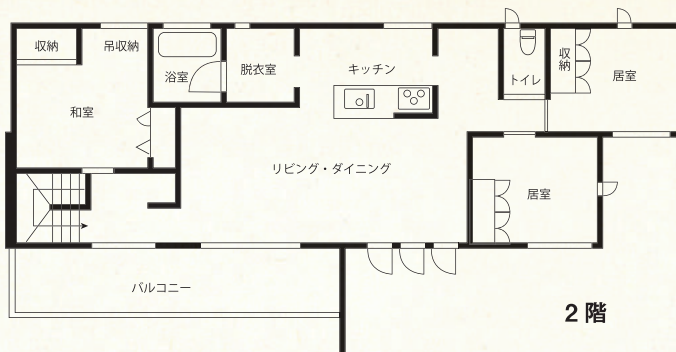 収納
吊収納
浴室
脱衣室
キッチン
トイレ
収納
居室
和室
リビング・ダイニング
居室
バルコニー
2階